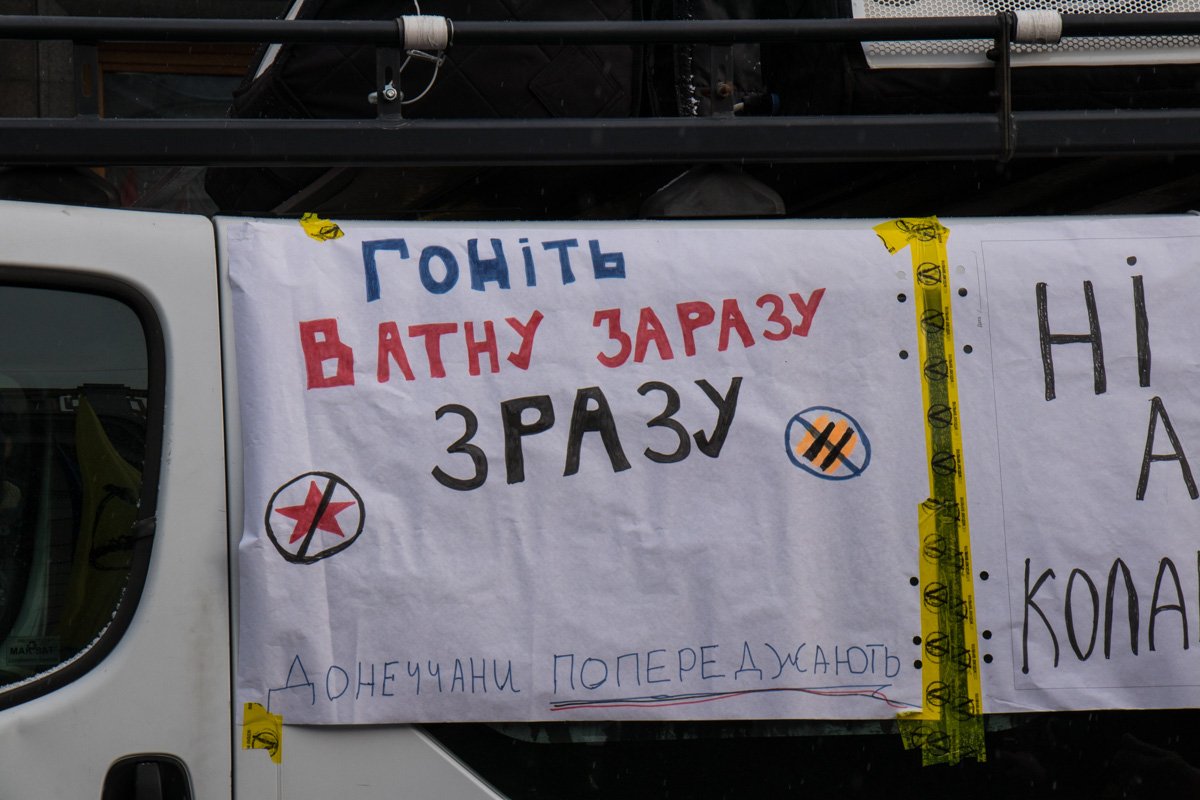 Гоніть
ВАТНУ ЗАРАЗУ
ЗРАЗУ
ДОНЕЧЧАНИ ПОПЕРЕДЖАЮТЬ
НІ
А
КОЛА